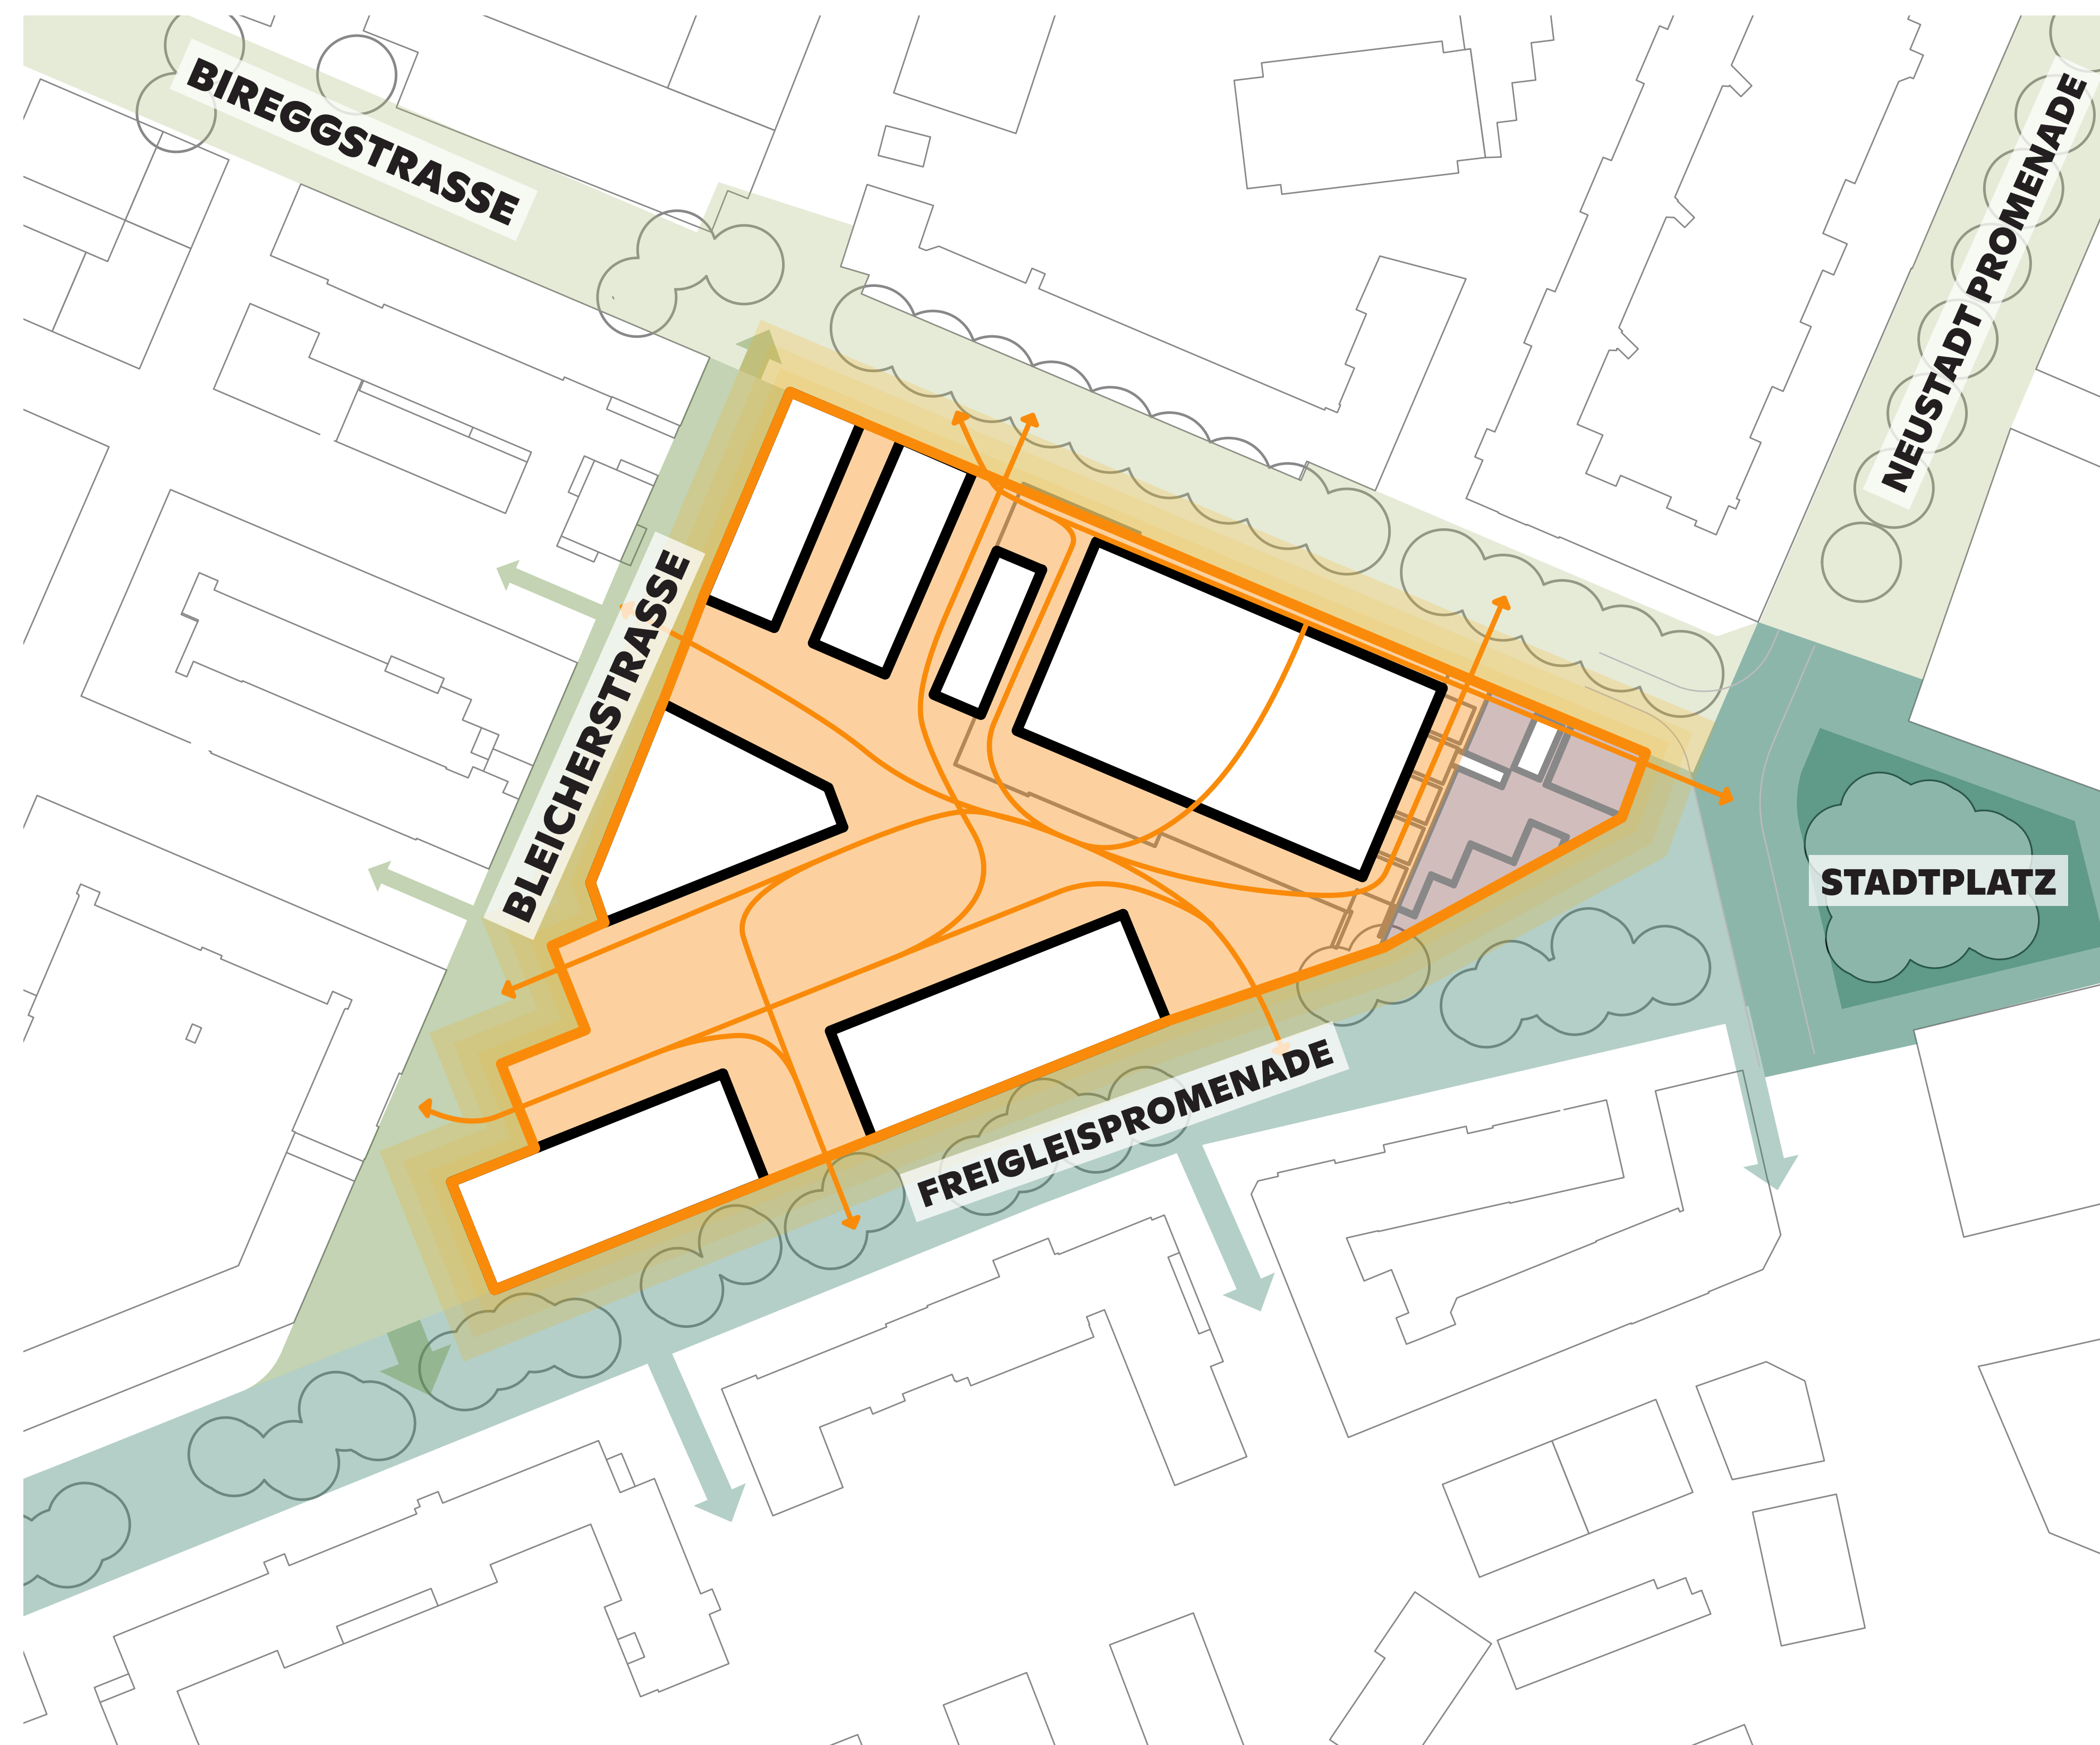 BIREGGSTRASSE
NEUSTADT PROMENADE
BLEICHERSTRASSE
STADTPLATZ
FREIGLEISPROMENADE